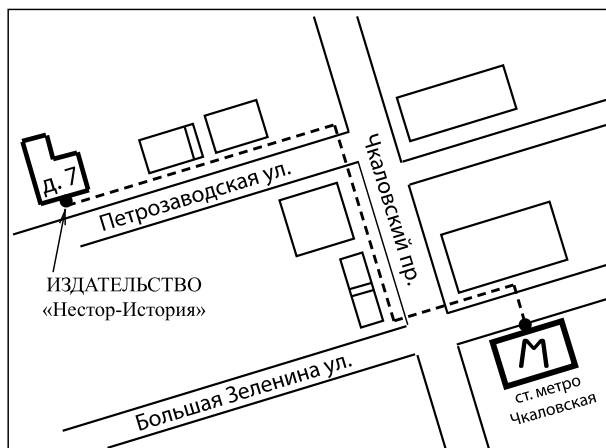 д. 7
Петрозаводская ул.
Чкаловский пр.
ИЗДАТЕЛЬСТВО
«Нестор-История»
Большая Зеленина ул.
М
ст. метро
Чкаловская